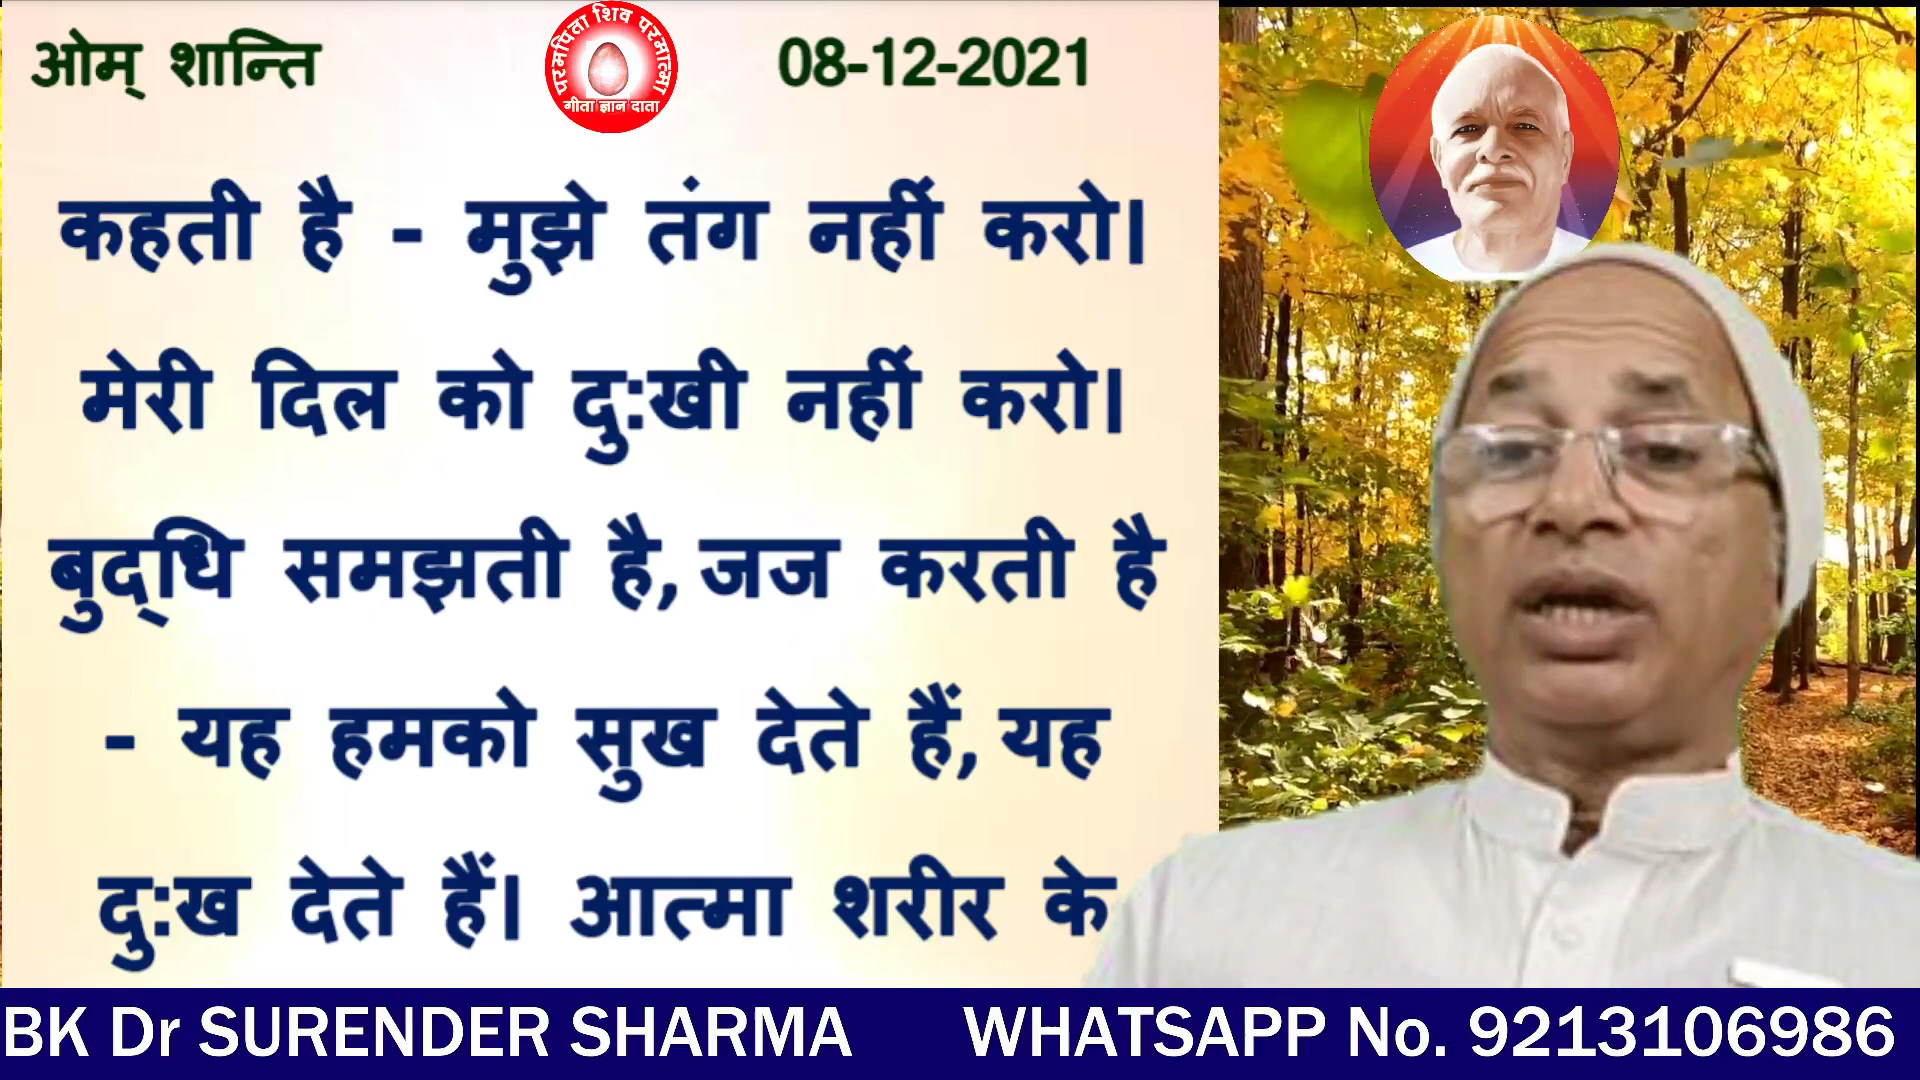 ओम् शान्ति
परमपिता शिव परमात्मा
गीता ज्ञान दाता
08-12-2021
कहती है - मुझे तंग नहीं करो।
मेरी दिल को दु:खी नहीं करो।
बुद्धि समझती है, जज करती है
- यह हमको सुख देते हैं, यह
दु:ख देते हैं। आत्मा शरीर के
BK Dr SURENDER SHARMA WHATSAPP No. 9213106986